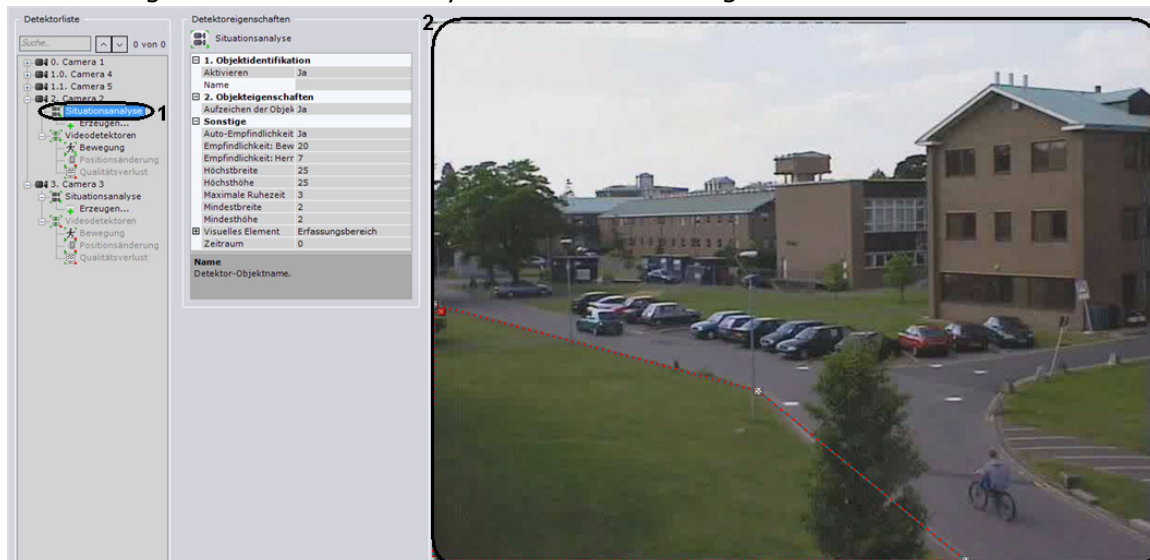 Detektorliste
Suche... 0 von 0
0. Camera 1
1.0. Camera 4
1.1. Camera 5
2. Camera 2
Situationsanalyse 1
Erzeugen...
Videodetektoren
Bewegung
Positionsänderung
Qualitätsverlust
3. Camera 3
Situationsanalyse
Erzeugen...
Videodetektoren
Bewegung
Positionsänderung
Qualitätsverlust
Detektoreigenschaften
Situationsanalyse
1. Objektidentifikation
Aktivieren Ja
Name
2. Objekteigenschaften
Aufzeichen der Objek Ja
Sonstige
Auto-Empfindlichkeit Ja
Empfindlichkeit: Bew 20
Empfindlichkeit: Herr 7
Höchstbreite 25
Höchsthöhe 25
Maximale Ruhezeit 3
Mindestbreite 2
Mindesthöhe 2
Visuelles Element Erfassungsbereich
Zeitraum 0
Name
Detektor-Objektname.
2